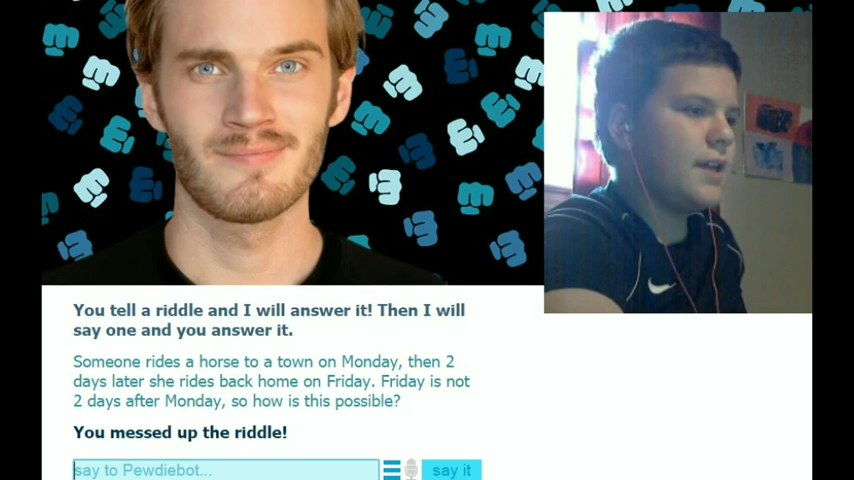 You tell a riddle and I will answer it! Then I will
say one and you answer it.
Someone rides a horse to a town on Monday, then 2
days later she rides back home on Friday. Friday is not
2 days after Monday, so how is this possible?
You messed up the riddle!
say to Pewdiebot...
say it